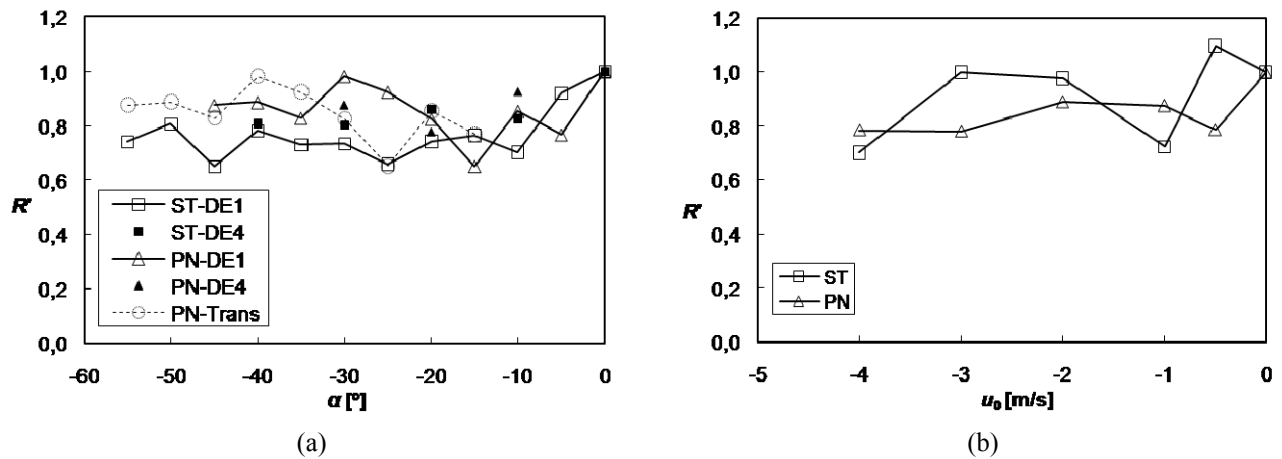 1,2
1,0
0,8
0,6
R'
0,4
0,2
0,0
ST-DE1
ST-DE4
PN-DE1
PN-DE4
PN-Trans
-60 -50 -40 -30 -20 -10 0
α [°]
(a)
1,2
1,0
0,8
0,6
R'
0,4
0,2
0,0
ST
PN
-5 -4 -3 -2 -1 0
u₀ [m/s]
(b)